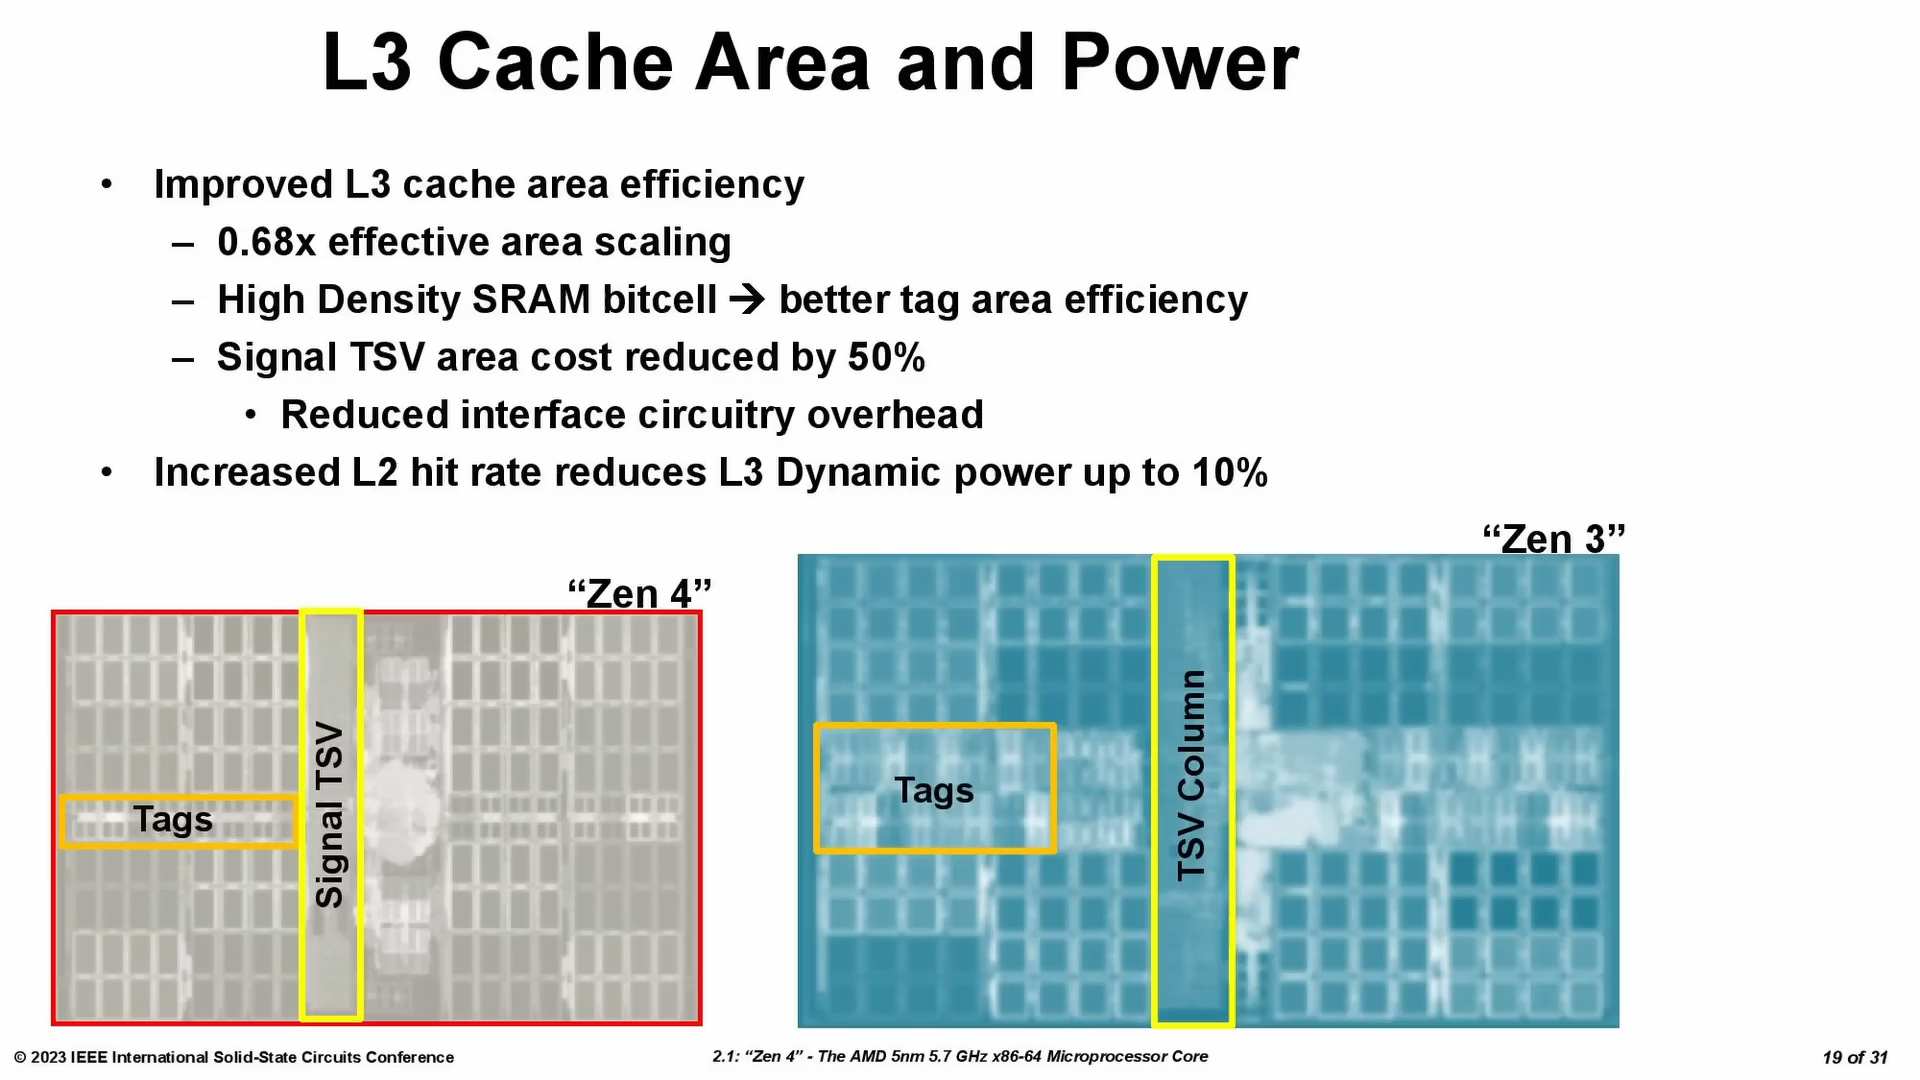 L3 Cache Area and Power
• Improved L3 cache area efficiency
– 0.68x effective area scaling
– High Density SRAM bitcell → better tag area efficiency
– Signal TSV area cost reduced by 50%
• Reduced interface circuitry overhead
• Increased L2 hit rate reduces L3 Dynamic power up to 10%
“Zen 4”
Tags
Signal TSV
“Zen 3”
Tags
TSV Column
© 2023 IEEE International Solid-State Circuits Conference
2.1: “Zen 4” - The AMD 5nm 5.7 GHz x86-64 Microprocessor Core
19 of 31